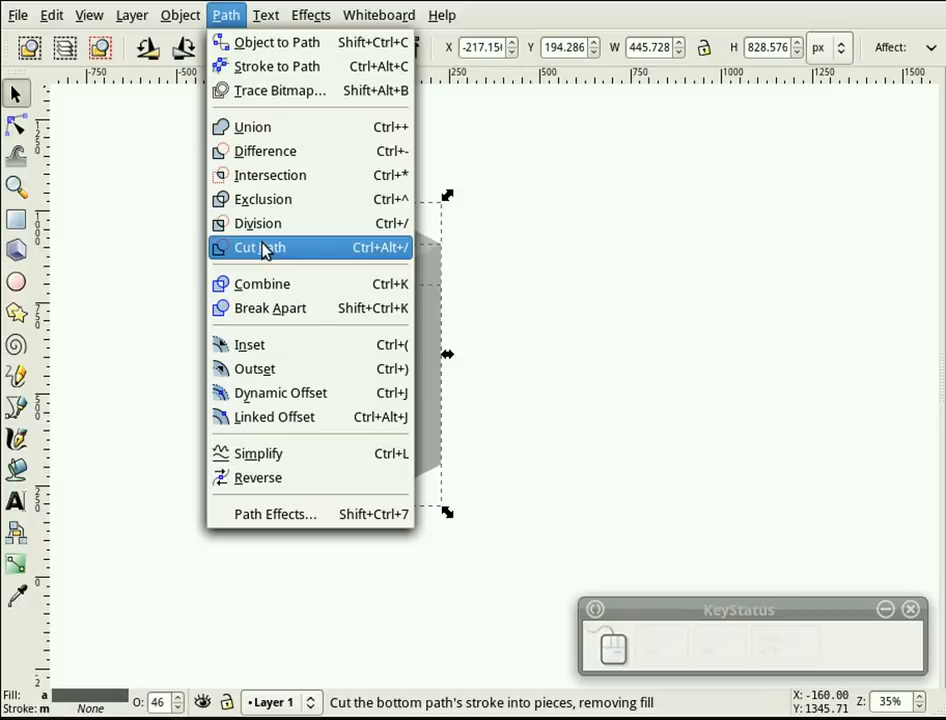 File Edit View Layer Object Path Text Effects Whiteboard Help
X -217.15 Y 194.286 W 445.728 H 828.576 px Affect:
-750 -500 250 500 750 1000 1250 1500
Object to Path Shift+Ctrl+C
Stroke to Path Ctrl+Alt+C
Trace Bitmap... Shift+Alt+B
Union Ctrl++
Difference Ctrl+-
Intersection Ctrl+*
Exclusion Ctrl+^
Division Ctrl+/
Cut Path Ctrl+Alt+/
Combine Ctrl+K
Break Apart Shift+Ctrl+K
Inset Ctrl+(
Outset Ctrl+)
Dynamic Offset Ctrl+J
Linked Offset Ctrl+Alt+J
Simplify Ctrl+L
Reverse
Path Effects... Shift+Ctrl+7
KeyStatus
Fill: a
Stroke: m None
O: 46
Layer 1
Cut the bottom path's stroke into pieces, removing fill
X: -160.00
Y: 1345.71
Z: 35%